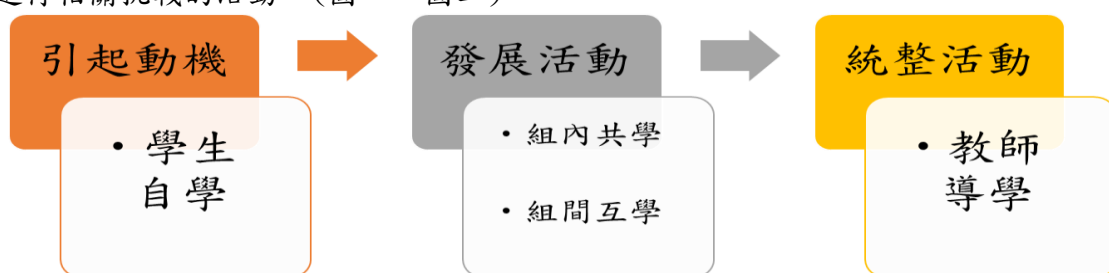 引起動機
發展活動
統整活動
• 學生
自學
• 組內共學
• 組間互學
• 教師
導學